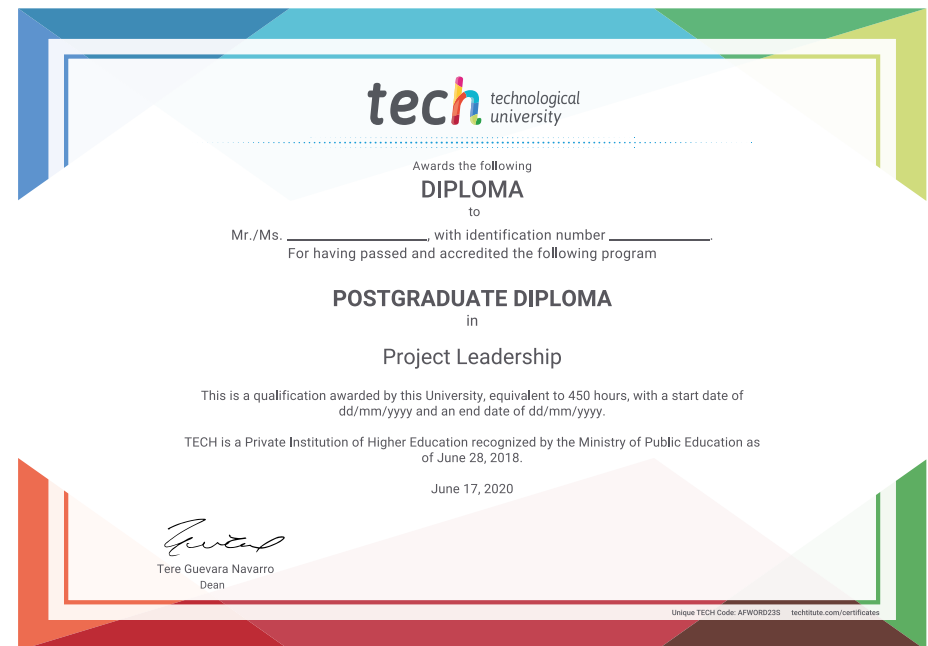 tech technological
university
Awards the following
DIPLOMA
to
Mr./Ms. ____________________, with identification number ______________.
For having passed and accredited the following program
POSTGRADUATE DIPLOMA
in
Project Leadership
This is a qualification awarded by this University, equivalent to 450 hours, with a start date of
dd/mm/yyyy and an end date of dd/mm/yyyy.
TECH is a Private Institution of Higher Education recognized by the Ministry of Public Education as
of June 28, 2018.
June 17, 2020
Tere Guevara Navarro
Dean
Unique TECH Code: AFWORD23S techtitute.com/certificates